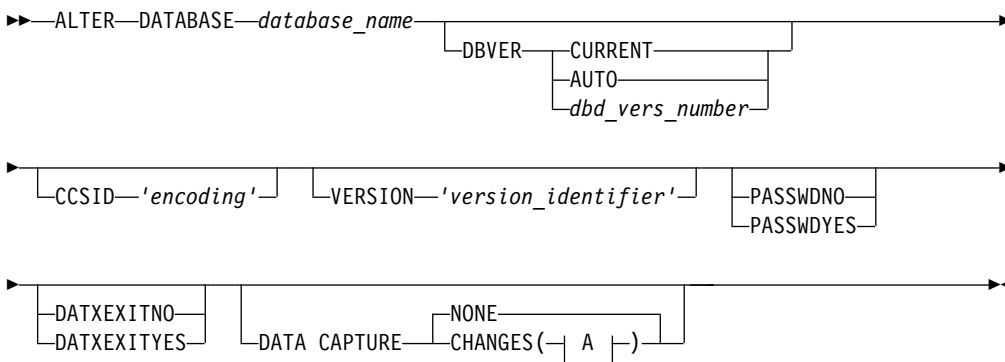 ALTER DATABASE database_name
DBVER CURRENT
AUTO
dbd_vers_number
CCSID 'encoding' VERSION 'version_identifier' PASSWDNO
PASSWDYES
DATXEXITNO NONE
DATXEXITYES DATA CAPTURE CHANGES( A )